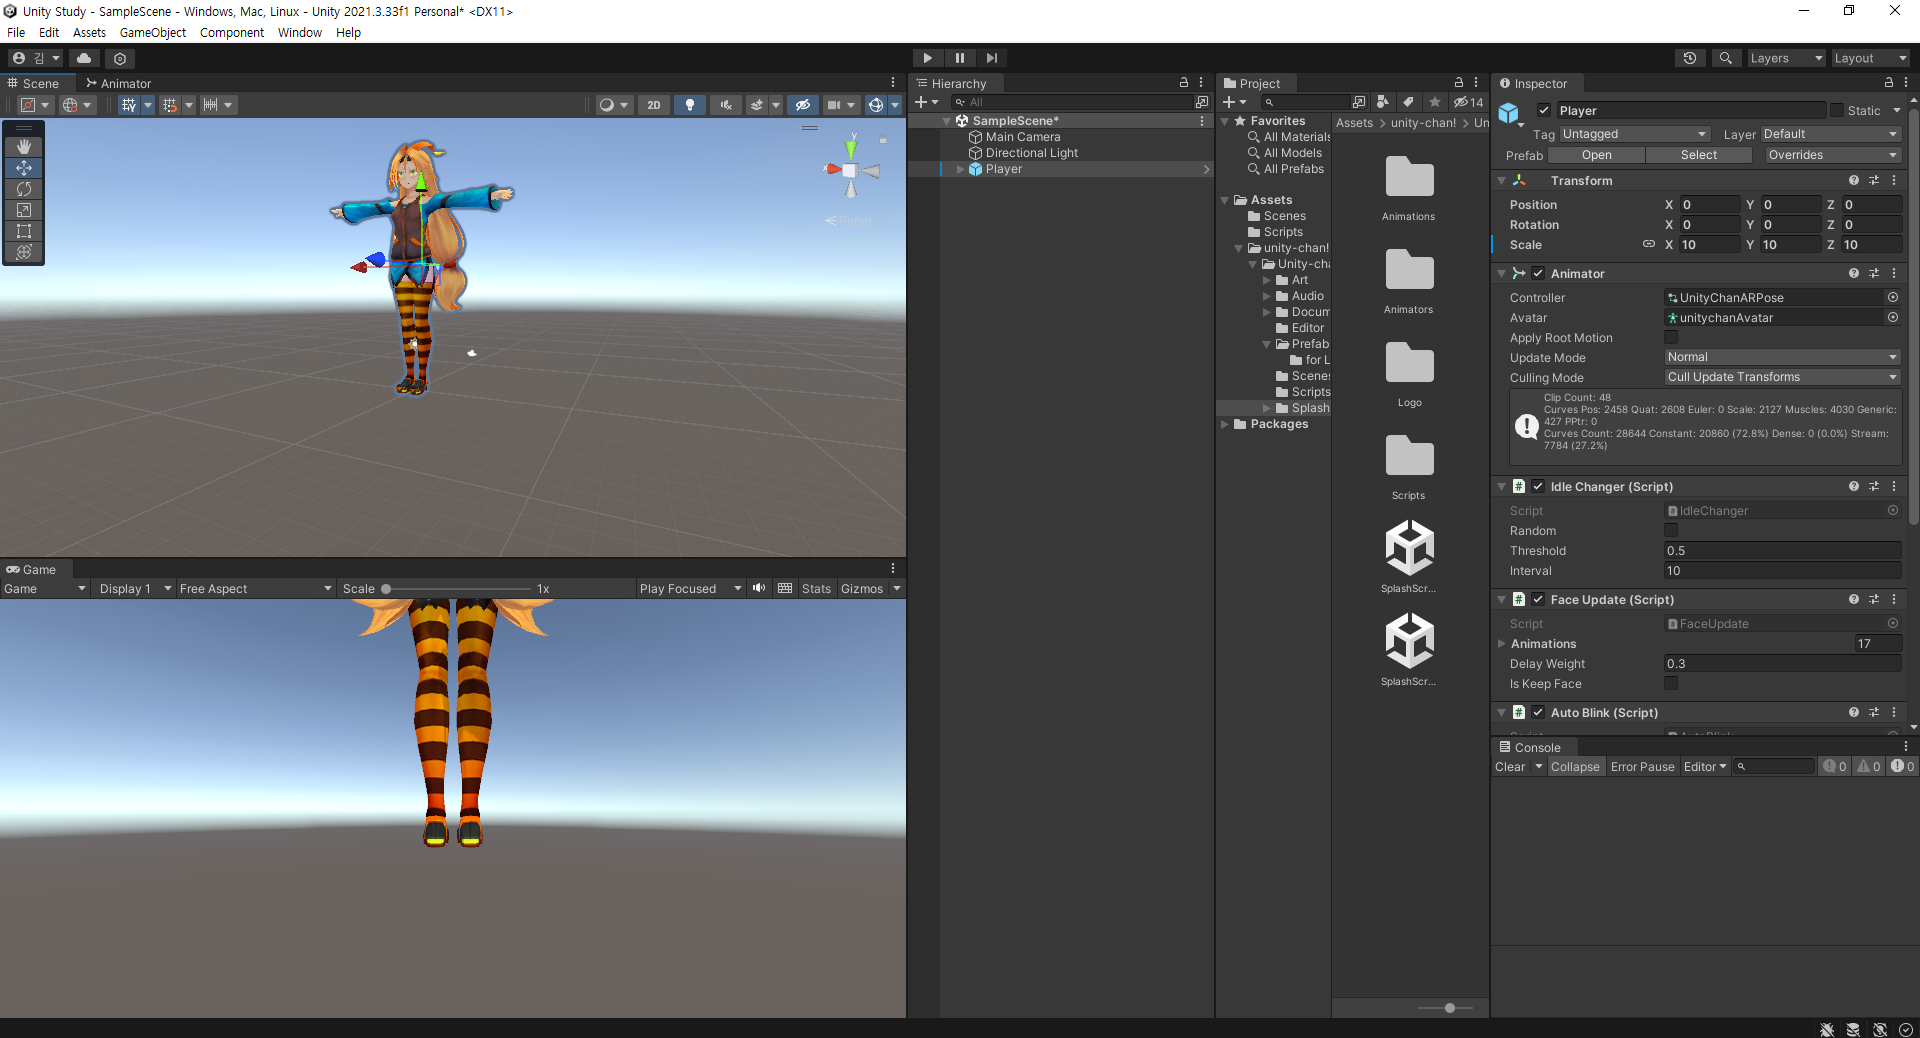 Unity Study - SampleScene - Windows, Mac, Linux - Unity 2021.3.33f1 Personal* <DX11>
File Edit Assets GameObject Component Window Help
김
Layers Layout
Scene Animator
2D
Persp
x
y
Game
Game Display 1 Free Aspect Scale 1x Play Focused Stats Gizmos
Hierarchy
All
SampleScene*
Main Camera
Directional Light
Player
Project
14
Favorites
All Materials
All Models
All Prefabs
Assets
Scenes
Scripts
unity-chan!
Unity-cha
Art
Audio
Docum
Editor
Prefab
for L
Scenes
Scripts
Splash
Packages
Assets > unity-chan! > Un
Animations
Animators
Logo
Scripts
SplashScr...
SplashScr...
Inspector
Player Static
Tag Untagged Layer Default
Prefab Open Select Overrides
Transform
Position X 0 Y 0 Z 0
Rotation X 0 Y 0 Z 0
Scale X 10 Y 10 Z 10
Animator
Controller UnityChanARPose
Avatar unitychanAvatar
Apply Root Motion
Update Mode Normal
Culling Mode Cull Update Transforms
Clip Count: 48
Curves Pos: 2458 Quat: 2608 Euler: 0 Scale: 2127 Muscles: 4030 Generic:
427 PPtr: 0
Curves Count: 28644 Constant: 20860 (72.8%) Dense: 0 (0.0%) Stream:
7784 (27.2%)
Idle Changer (Script)
Script IdleChanger
Random
Threshold 0.5
Interval 10
Face Update (Script)
Script FaceUpdate
Animations 17
Delay Weight 0.3
Is Keep Face
Auto Blink (Script)
Script AutoBlink
Console
Clear Collapse Error Pause Editor 0 0 0